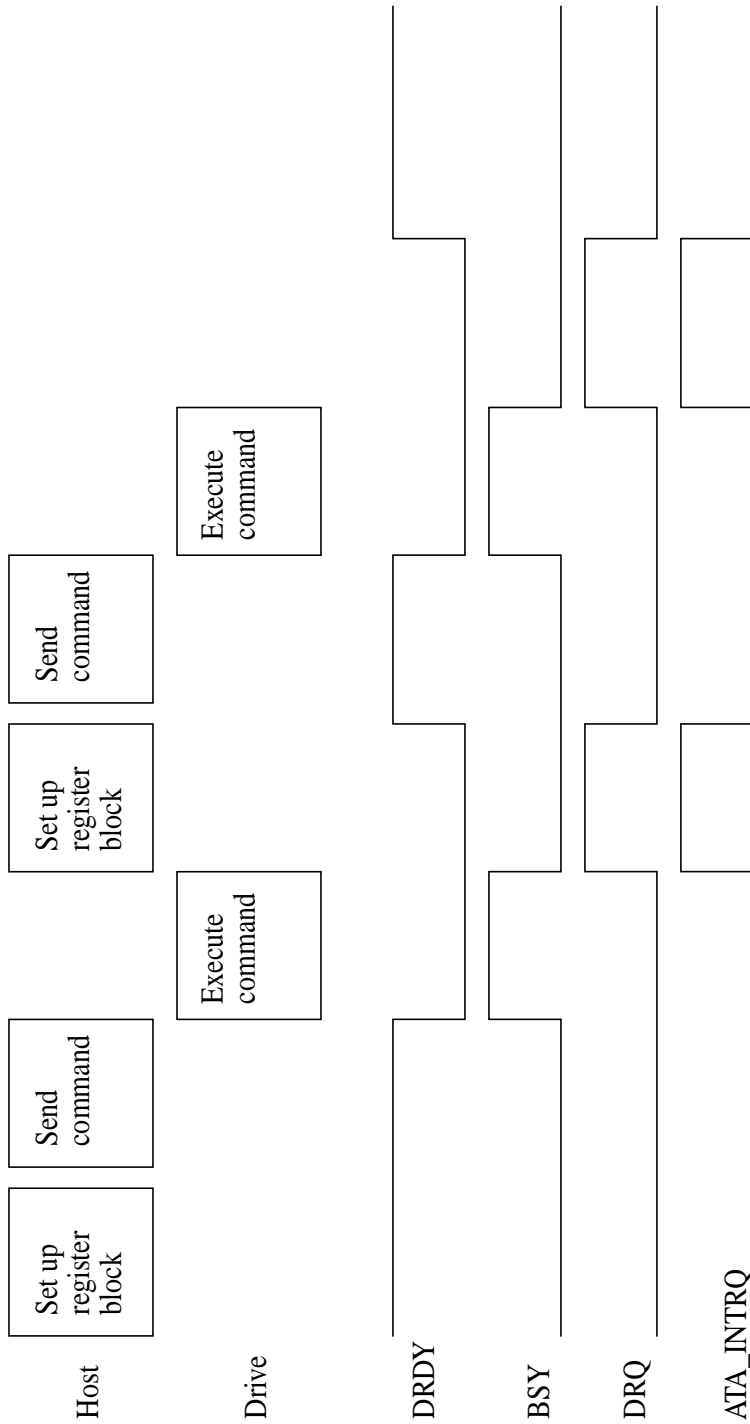 Host
Set up
register
block
Send
command
Set up
register
block
Send
command
Drive
Execute
command
Execute
command
DRDY
BSY
DRQ
ATA_INTRQ